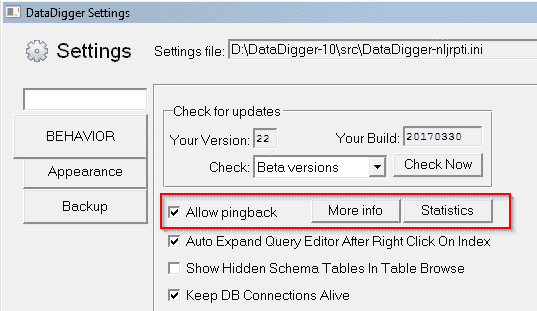 DataDigger Settings
Settings
Settings file: D:\DataDigger-10\src\DataDigger-nljrpti.ini
BEHAVIOR
Appearance
Backup
Check for updates
Your Version: 22 Your Build: 20170330
Check: Beta versions Check Now
Allow pingback More info Statistics
Auto Expand Query Editor After Right Click On Index
Show Hidden Schema Tables In Table Browse
Keep DB Connections Alive